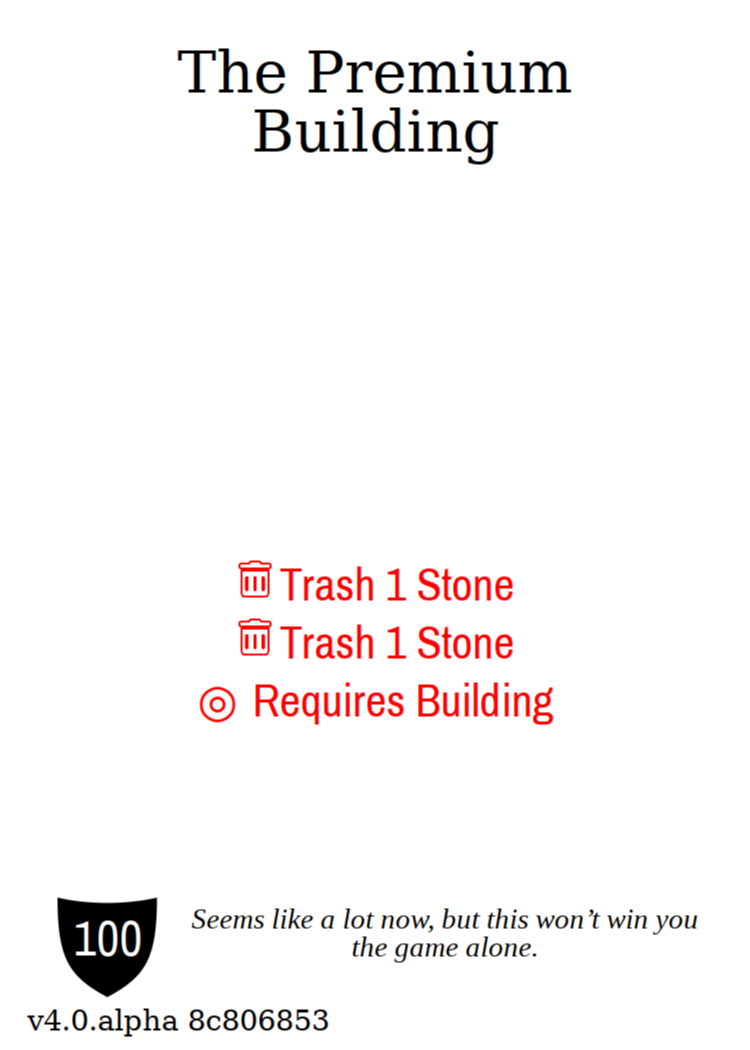 The Premium
Building
Trash 1 Stone
Trash 1 Stone
Requires Building
100
Seems like a lot now, but this won’t win you
the game alone.
v4.0.alpha 8c806853